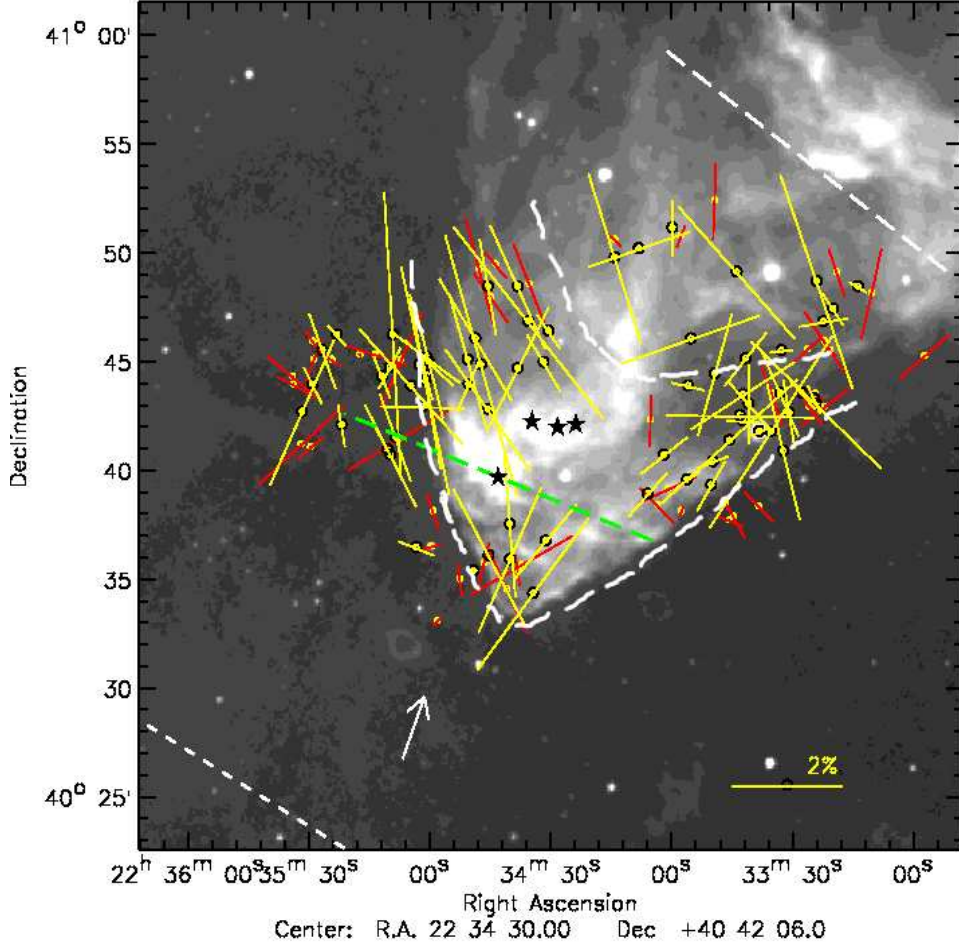 41° 00'
55
50
45
40
35
30
40° 25'
Declination
2%
22ʰ 36ᵐ 00ˢ 35ᵐ 30ˢ 00ˢ 34ᵐ 30ˢ 00ˢ 33ᵐ 30ˢ 00ˢ
Right Ascension
Center: R.A. 22 34 30.00 Dec +40 42 06.0